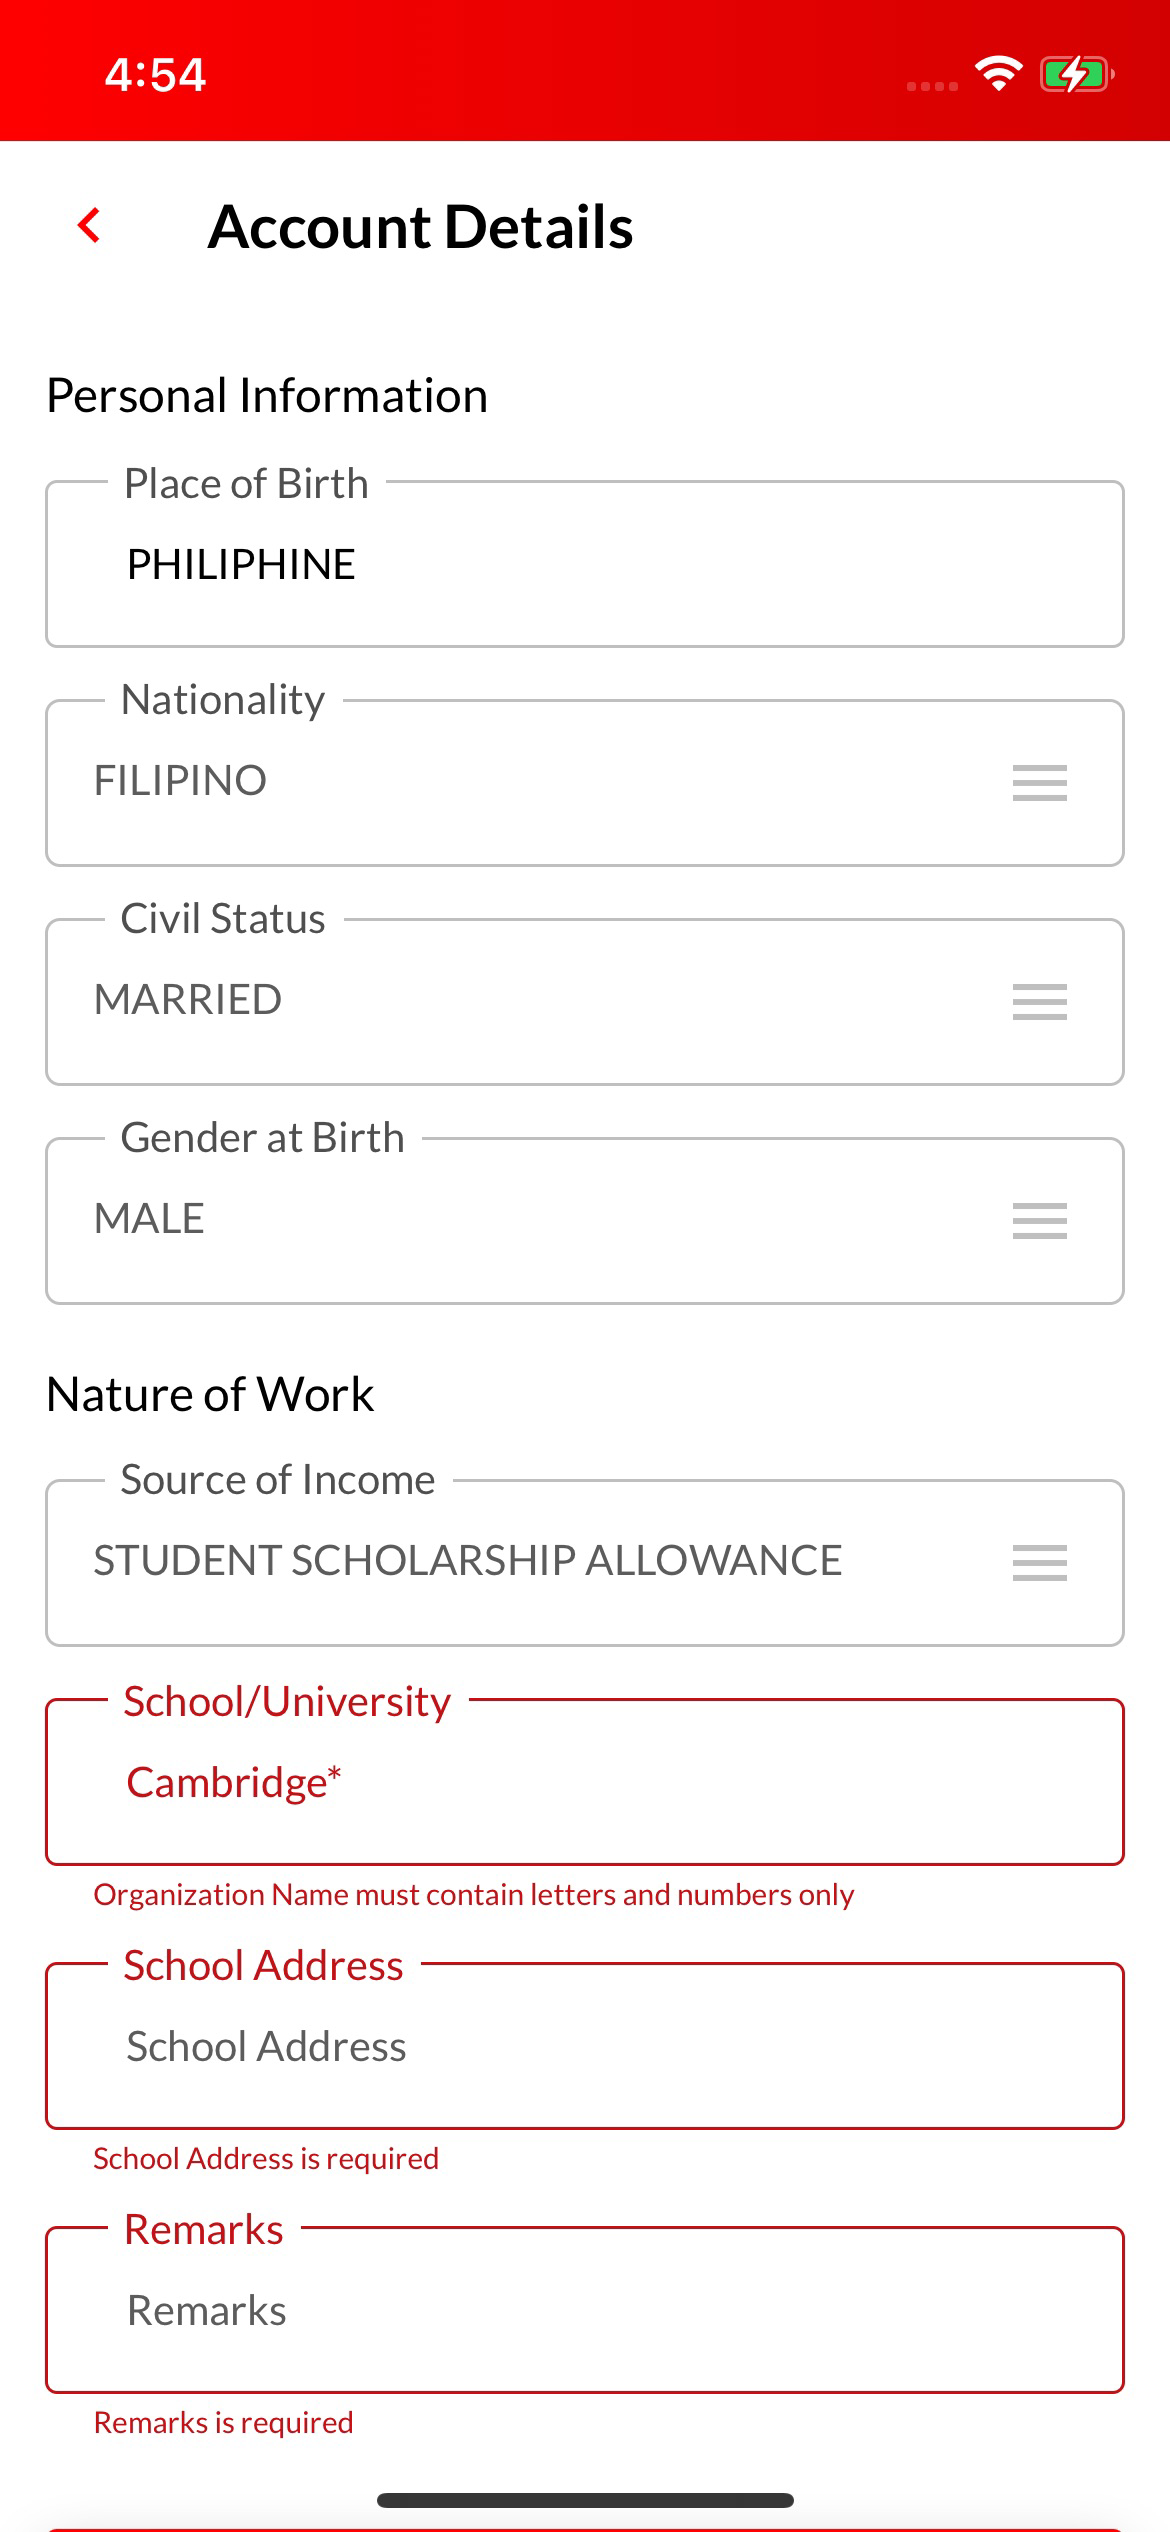 4:54
Account Details
Personal Information
Place of Birth
PHILIPHINE
Nationality
FILIPINO
Civil Status
MARRIED
Gender at Birth
MALE
Nature of Work
Source of Income
STUDENT SCHOLARSHIP ALLOWANCE
School/University
Cambridge*
Organization Name must contain letters and numbers only
School Address
School Address
School Address is required
Remarks
Remarks
Remarks is required